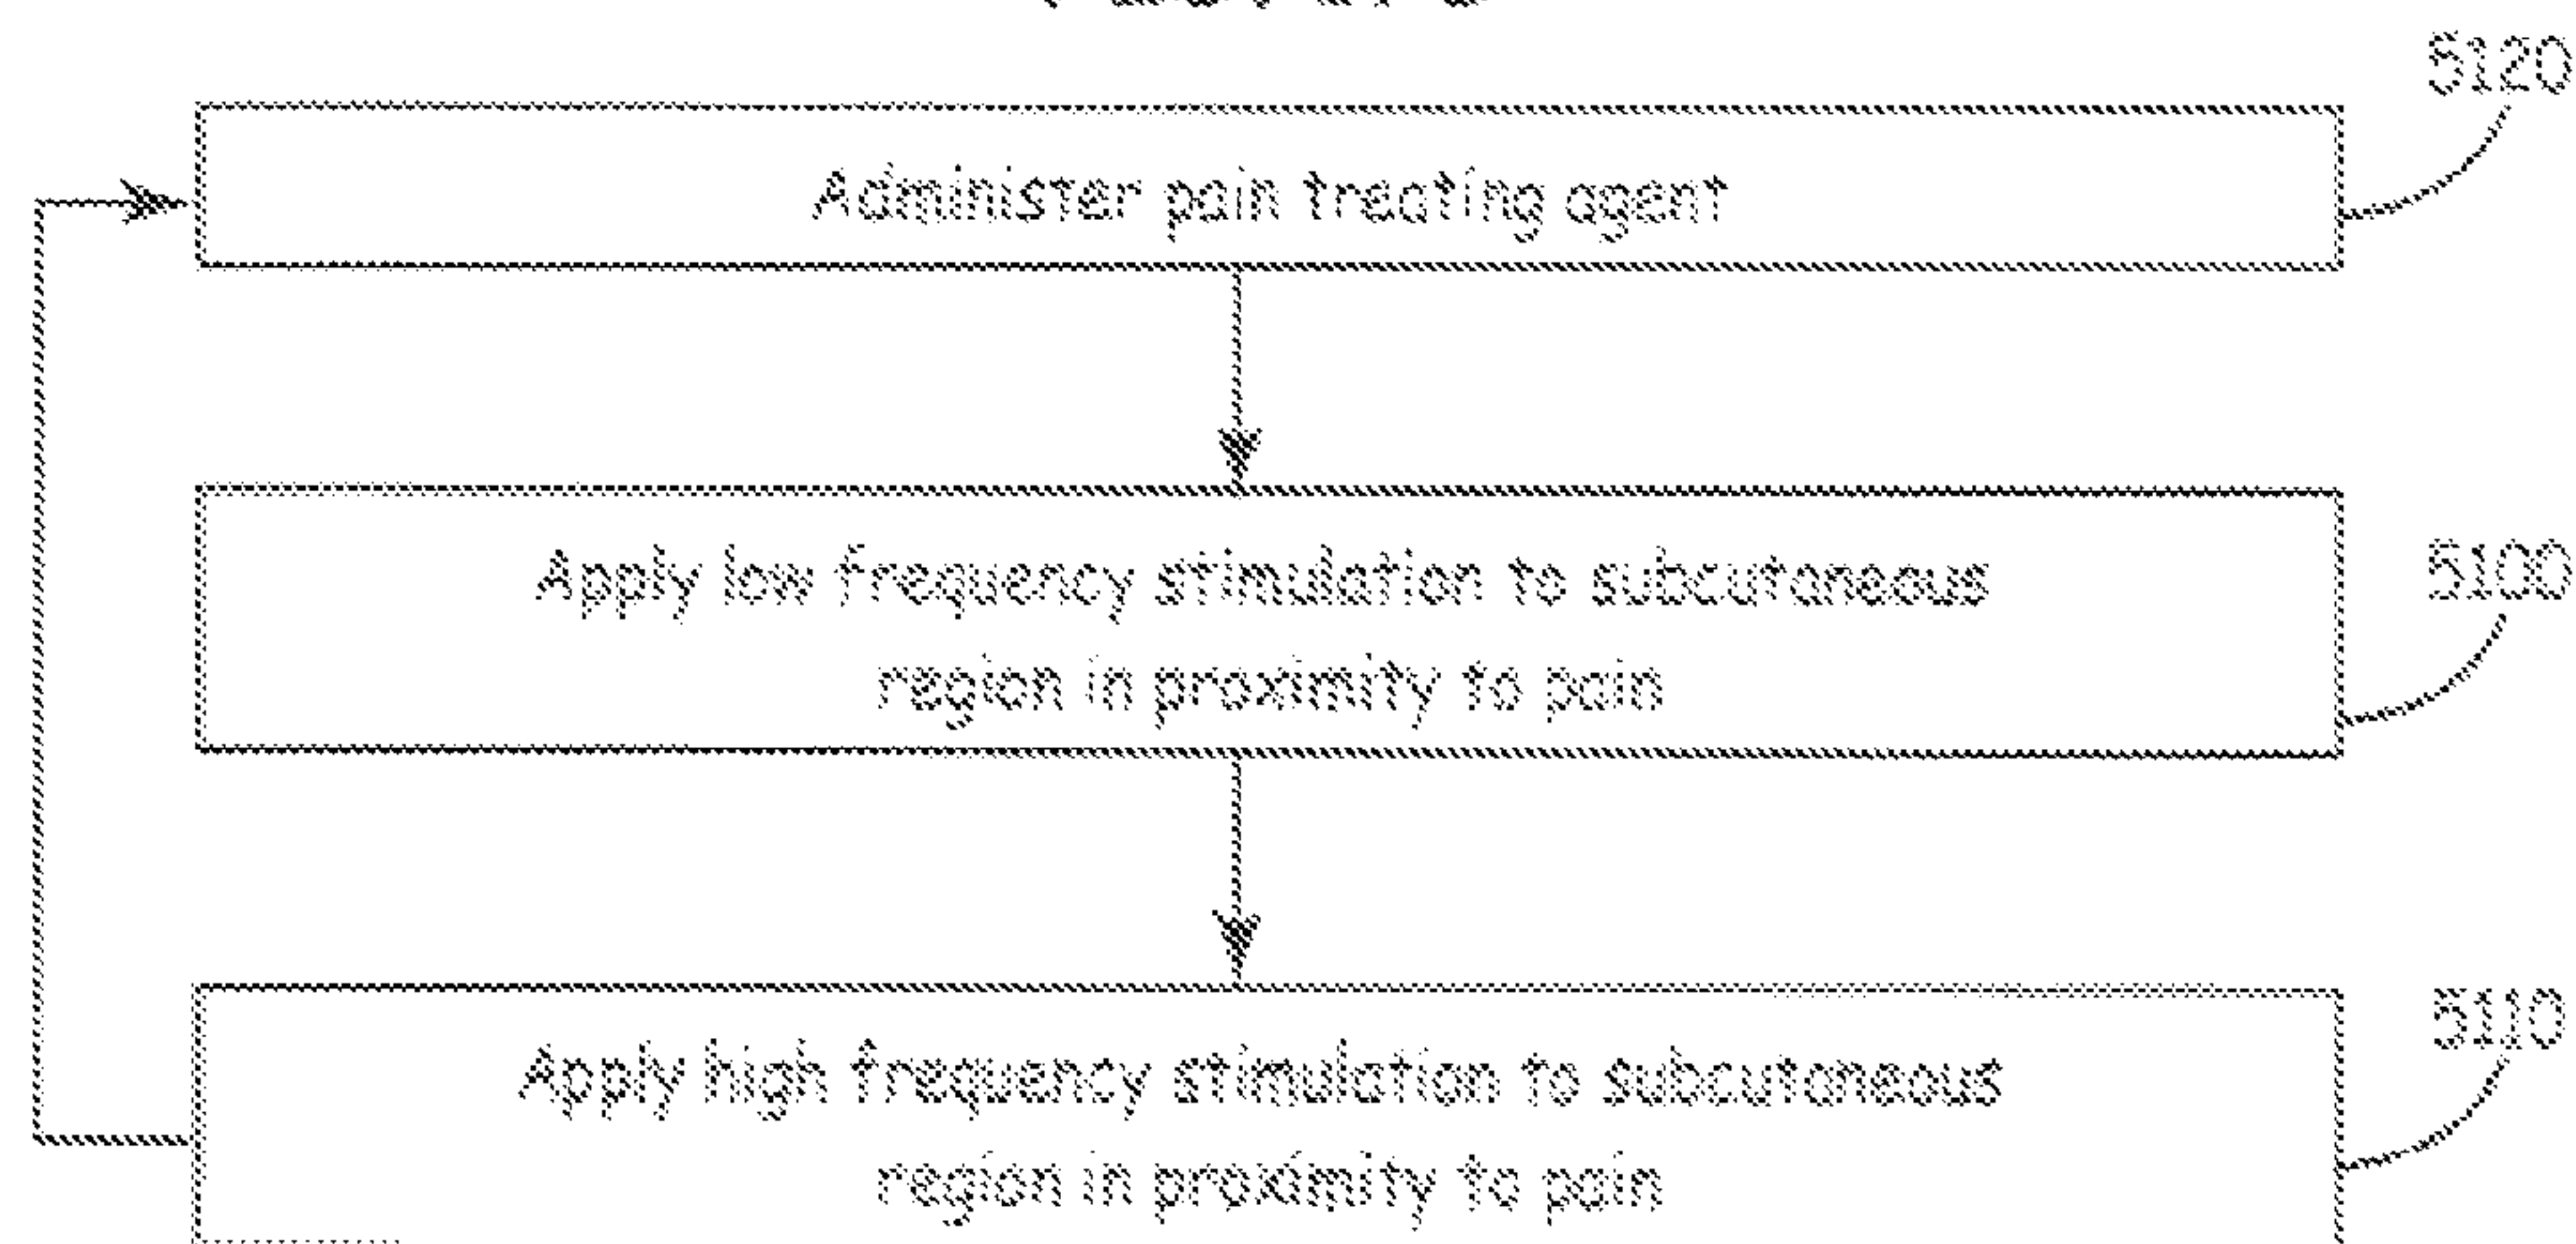 5120
Administer pain treating agent
5100
Apply low frequency stimulation to subcutaneous
region in proximity to pain
5110
Apply high frequency stimulation to subcutaneous
region in proximity to pain